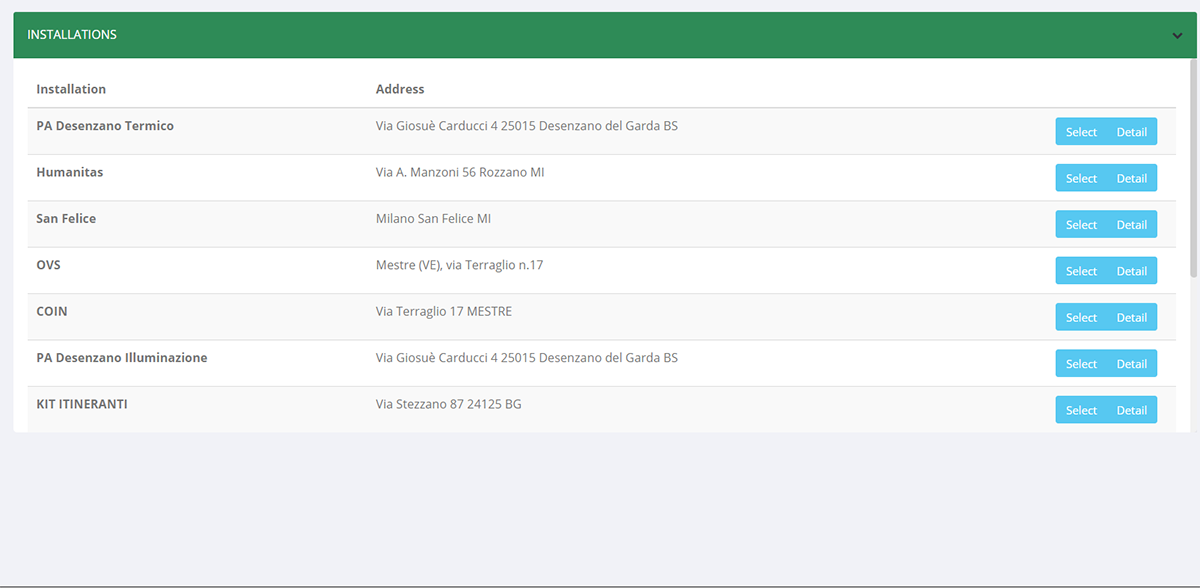 INSTALLATIONS
Installation Address
PA Desenzano Termico Via Giosuè Carducci 4 25015 Desenzano del Garda BS Select Detail
Humanitas Via A. Manzoni 56 Rozzano MI Select Detail
San Felice Milano San Felice MI Select Detail
OVS Mestre (VE), via Terraglio n.17 Select Detail
COIN Via Terraglio 17 MESTRE Select Detail
PA Desenzano Illuminazione Via Giosuè Carducci 4 25015 Desenzano del Garda BS Select Detail
KIT ITINERANTI Via Stezzano 87 24125 BG Select Detail